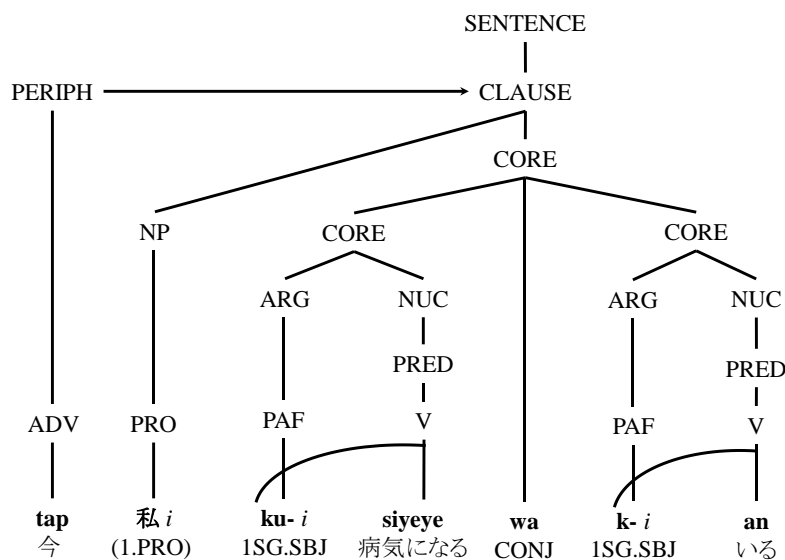 SENTENCE
PERIPH CLAUSE
CORE
NP CORE CORE
ARG NUC ARG NUC
PRED PRED
ADV PRO PAF V PAF V
tap 私 i ku- i siyeye wa k- i an
今 (1.PRO) 1SG.SBJ 病気になる CONJ 1SG.SBJ いる